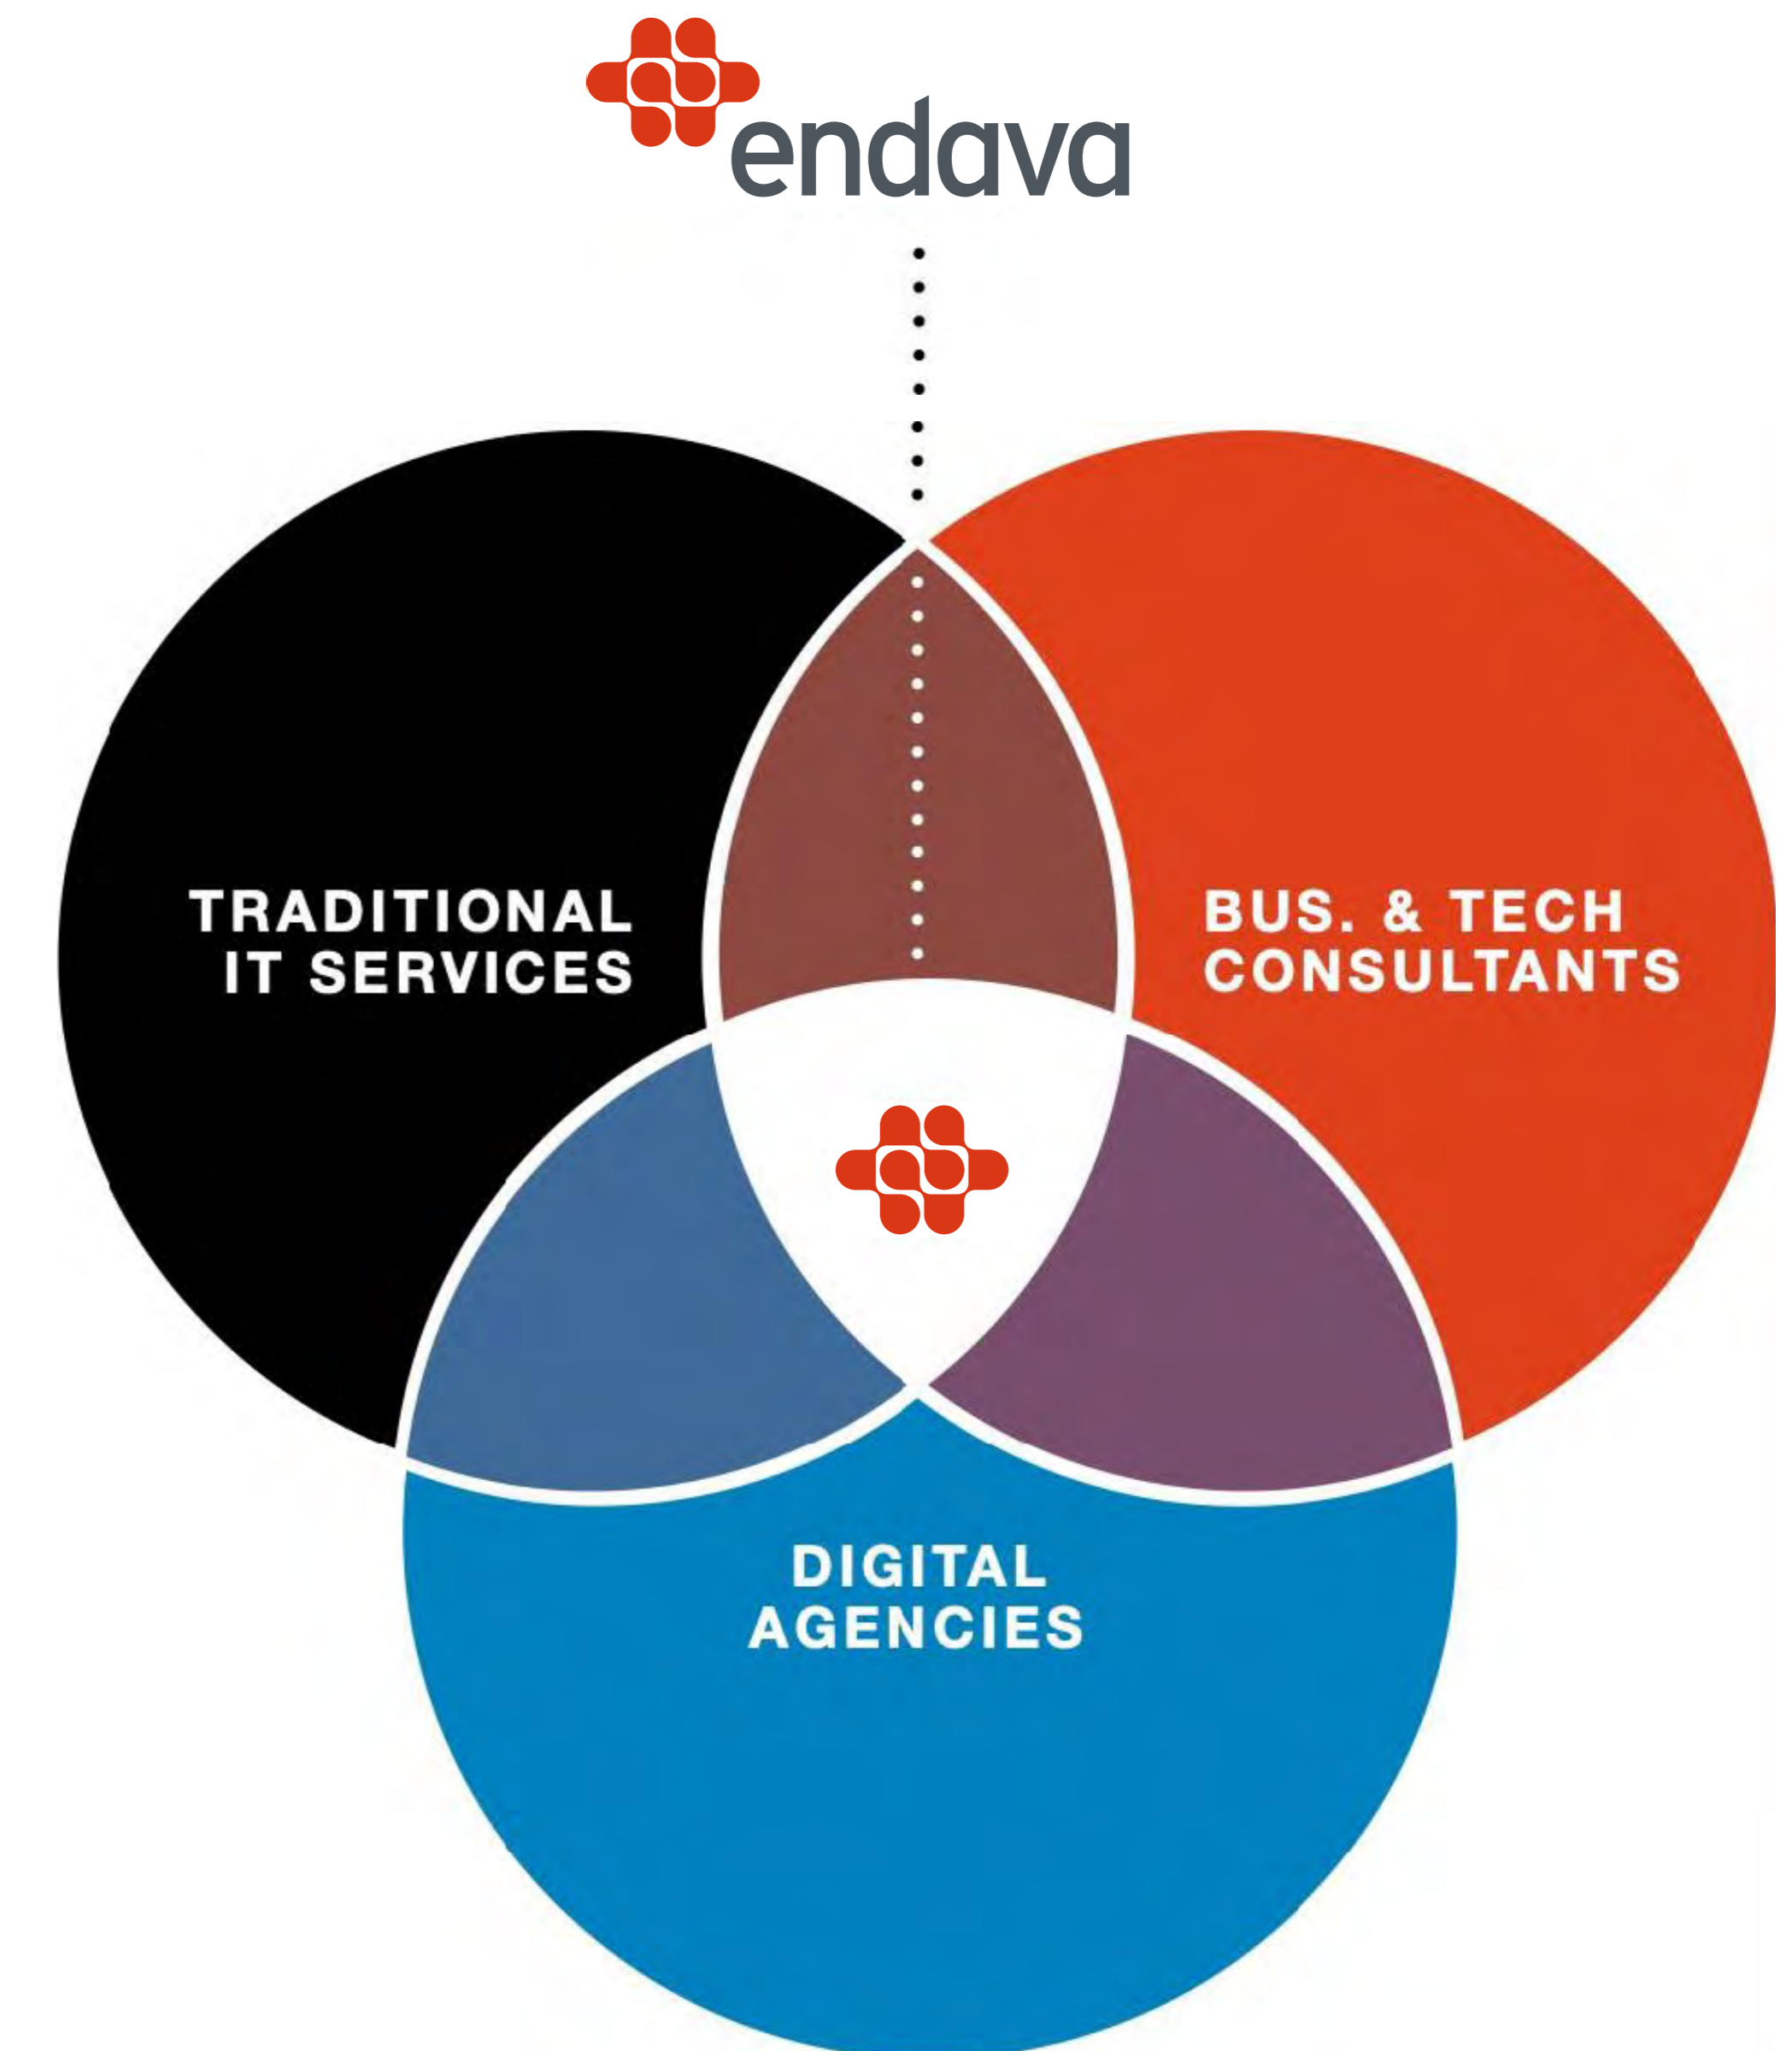 endava
TRADITIONAL
IT SERVICES
BUS. & TECH
CONSULTANTS
DIGITAL
AGENCIES